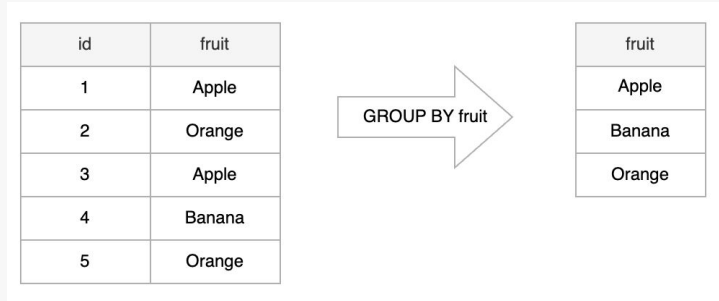 id fruit
1 Apple
2 Orange
3 Apple
4 Banana
5 Orange
GROUP BY fruit
fruit
Apple
Banana
Orange